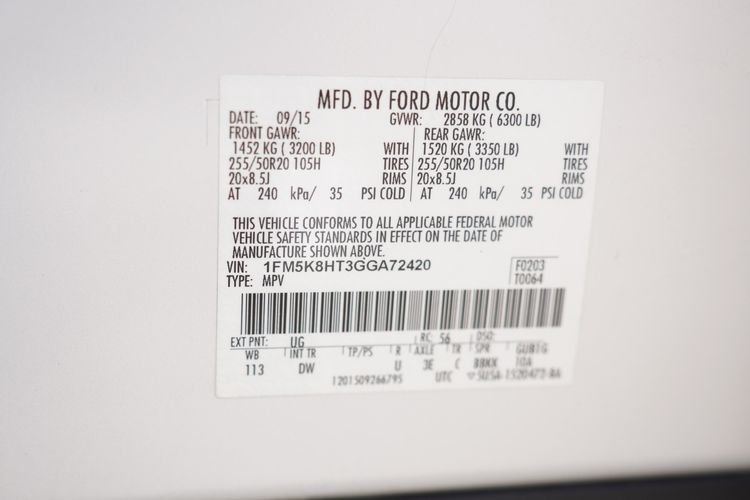 MFD. BY FORD MOTOR CO.
DATE: 09/15 GVWR: 2858 KG ( 6300 LB)
FRONT GAWR: REAR GAWR:
1452 KG ( 3200 LB) WITH 1520 KG ( 3350 LB) WITH
255/50R20 105H TIRES 255/50R20 105H TIRES
20x8.5J RIMS 20x8.5J RIMS
AT 240 kPa/ 35 PSI COLD AT 240 kPa/ 35 PSI COLD
THIS VEHICLE CONFORMS TO ALL APPLICABLE FEDERAL MOTOR
VEHICLE SAFETY STANDARDS IN EFFECT ON THE DATE OF
MANUFACTURE SHOWN ABOVE.
VIN: 1FM5K8HT3GGA72420 F0203
TYPE: MPV T0064
EXT PNT: UG RC: 56 DSO:
WB INT TR TP/PS R AXLE TR SPR
113 DW U 3E C
1201509266795 UTC